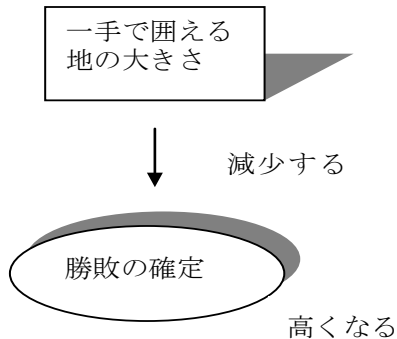 一手で囲える
地の大きさ
減少する
勝敗の確定
高くなる